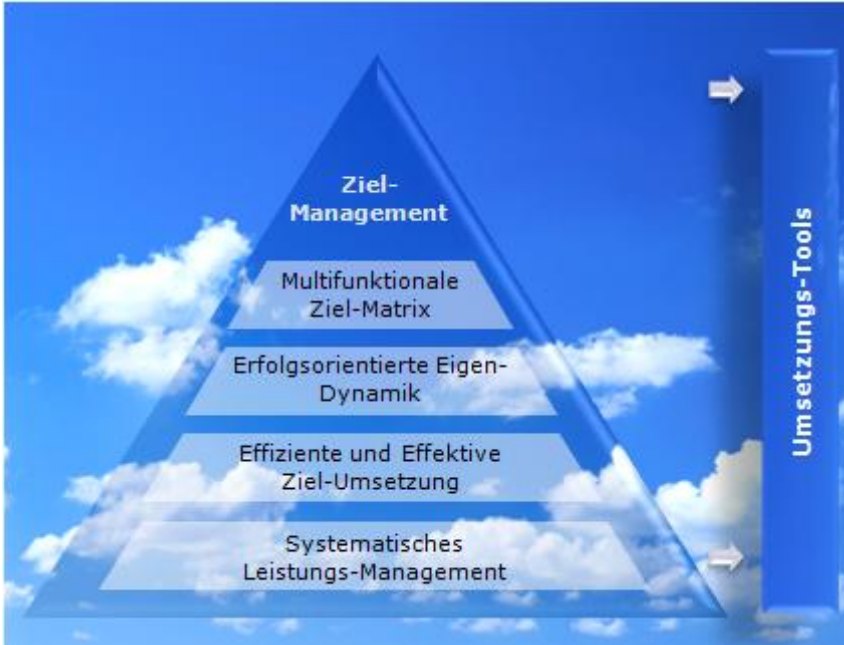 Ziel-
Management
Multifunktionale
Ziel-Matrix
Erfolgsorientierte Eigen-
Dynamik
Effiziente und Effektive
Ziel-Umsetzung
Systematisches
Leistungs-Management
Umsetzungs-Tools